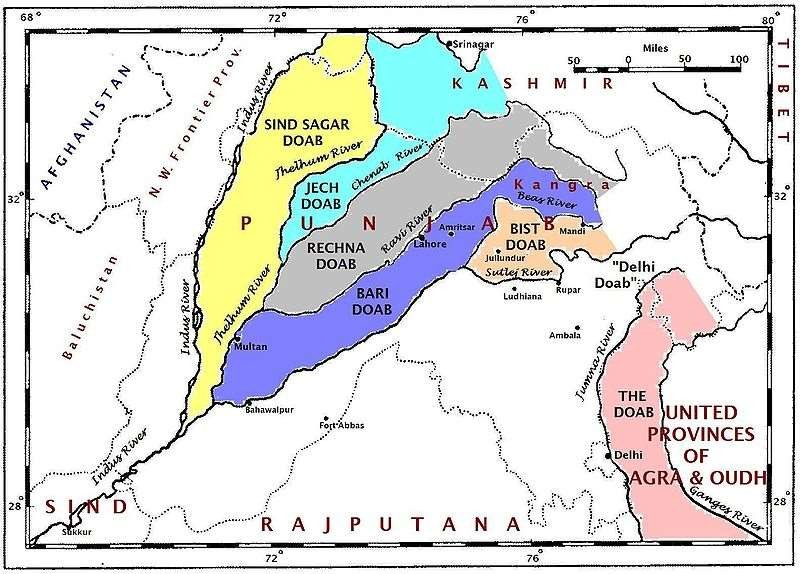 68
72
76
80
Srinagar
Miles
50 0 50 100
TIBET
KASHMIR
AFGHANISTAN
N.W. Frontier Prov.
Indus River
SIND SAGAR
DOAB
Jhelhum River
Chenab River
JECH
DOAB
32
32
Kangra
Beas River
PUNJAB
Ravi River
Amritsar
Lahore
BIST
DOAB
Mandi
RECHNA
DOAB
Jullundur
Sutlej River
"Delhi
Doab"
Ludhiana
Rupar
Baluchistan
Indus River
Jhelhum River
BARI
DOAB
Multan
Ambala
Jumna River
THE
DOAB
UNITED
PROVINCES
OF
AGRA & OUDH
Bahawalpur
Fort Abbas
Delhi
Indus River
Ganges River
28
28
SIND
Sukkur
RAJPUTANA
68
72
76
80